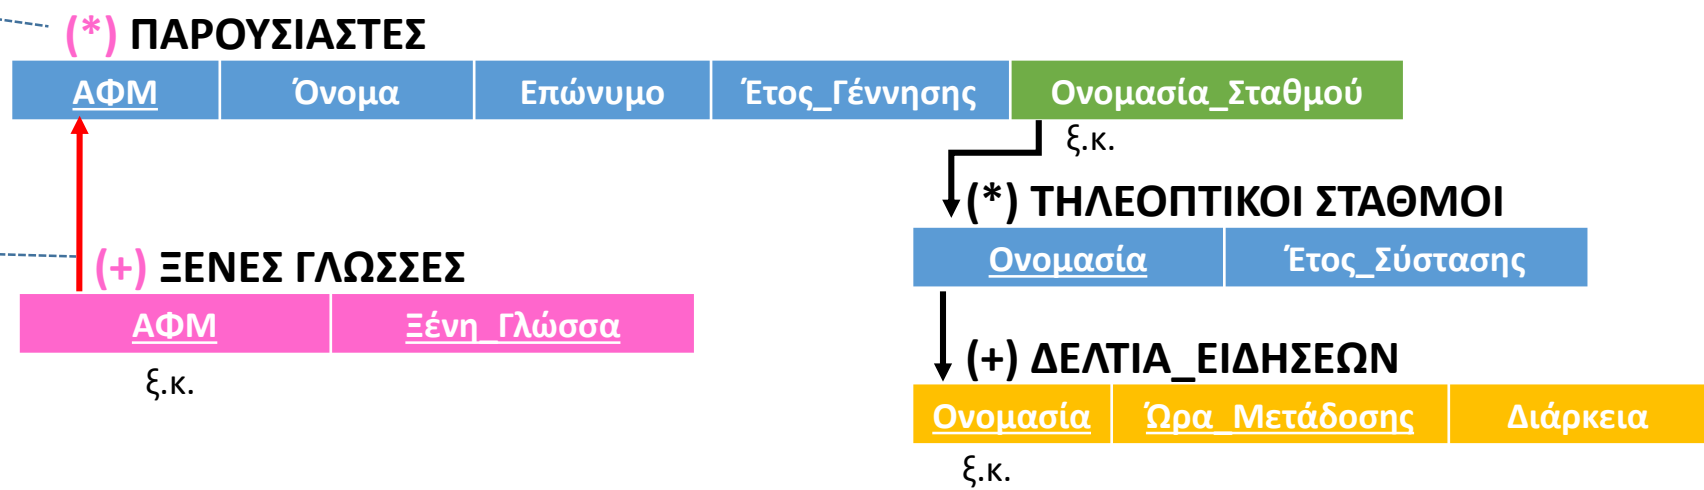 (*) ΠΑΡΟΥΣΙΑΣΤΕΣ
ΑΦΜ Όνομα Επώνυμο Έτος_Γέννησης Ονομασία_Σταθμού
ξ.κ.
(*) ΤΗΛΕΟΠΤΙΚΟΙ ΣΤΑΘΜΟΙ
Ονομασία Έτος_Σύστασης
(+) ΞΕΝΕΣ ΓΛΩΣΣΕΣ
ΑΦΜ Ξένη_Γλώσσα
ξ.κ.
(+) ΔΕΛΤΙΑ_ΕΙΔΗΣΕΩΝ
Ονομασία Ώρα_Μετάδοσης Διάρκεια
ξ.κ.